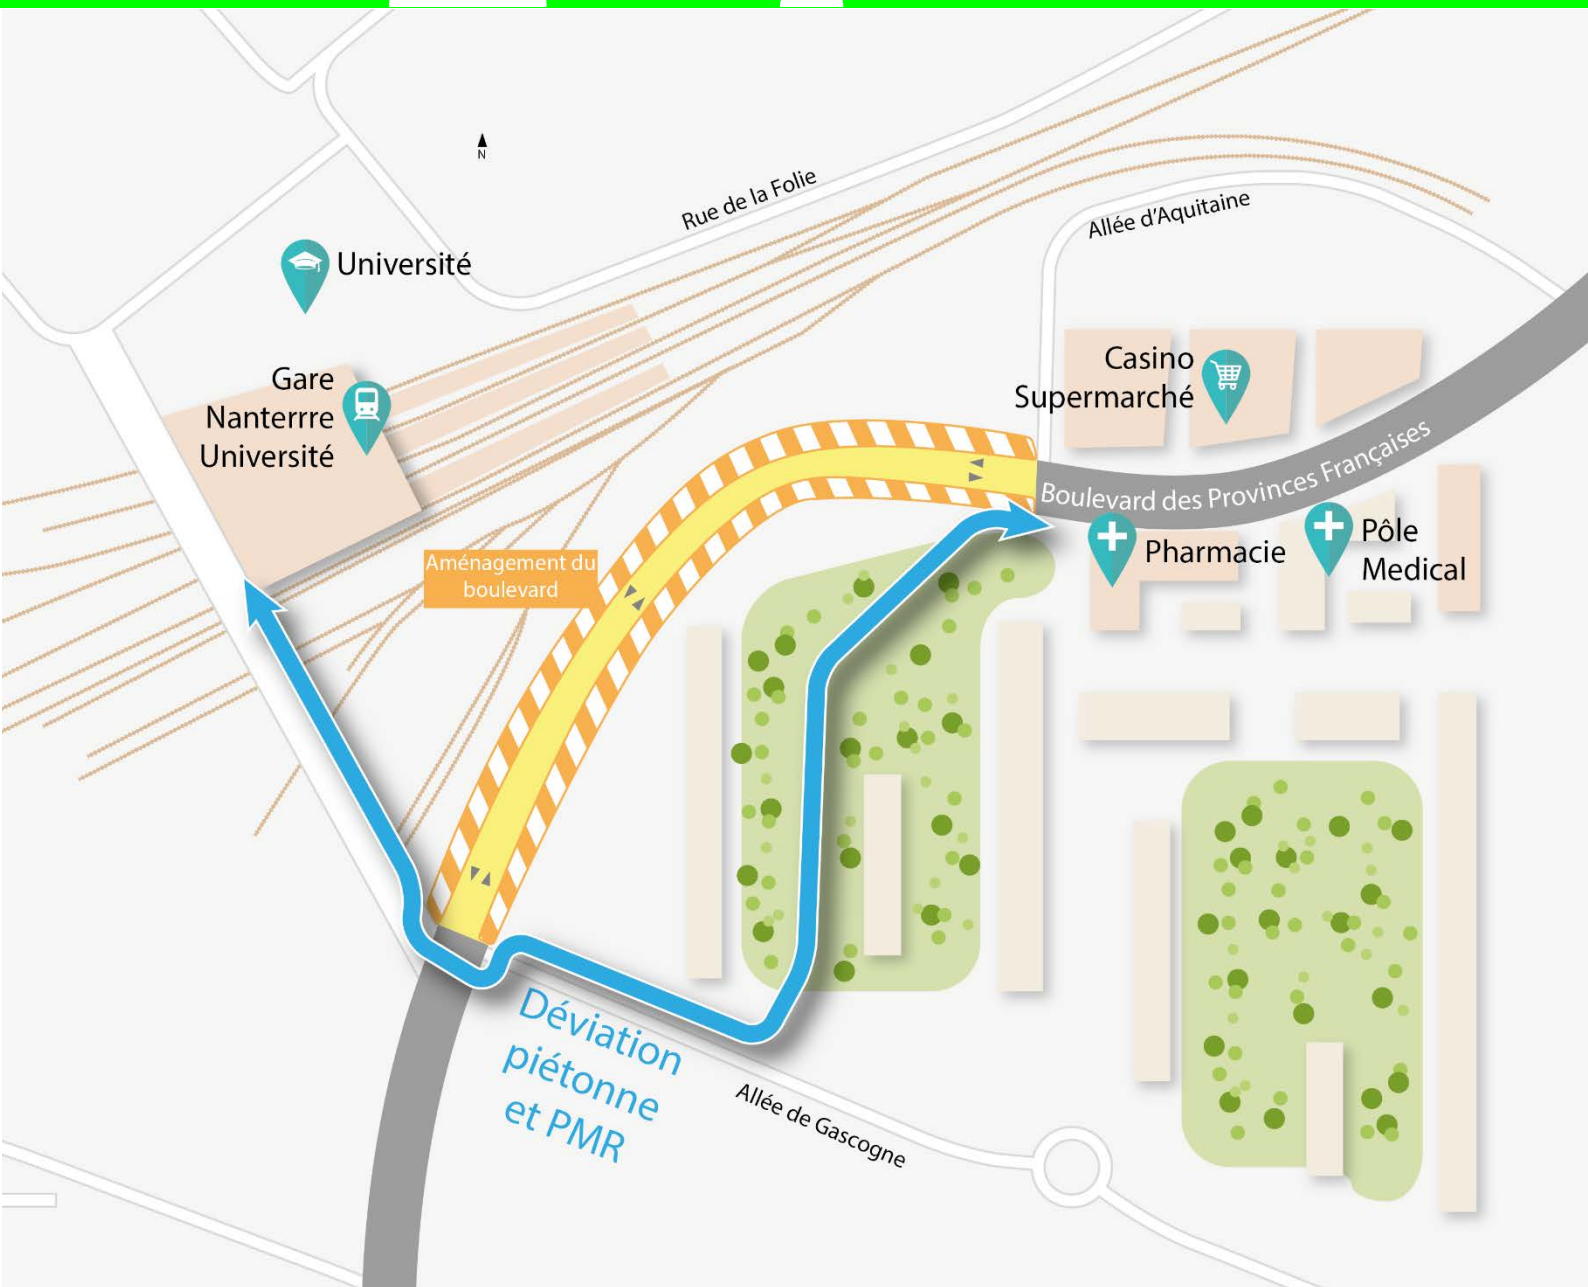 N
Rue de la Folie
Allée d'Aquitaine
Université
Gare
Nanterrre
Université
Casino
Supermarché
Boulevard des Provinces Françaises
Aménagement du
boulevard
Pharmacie
Pôle
Medical
Déviation
piétonne
et PMR
Allée de Gascogne